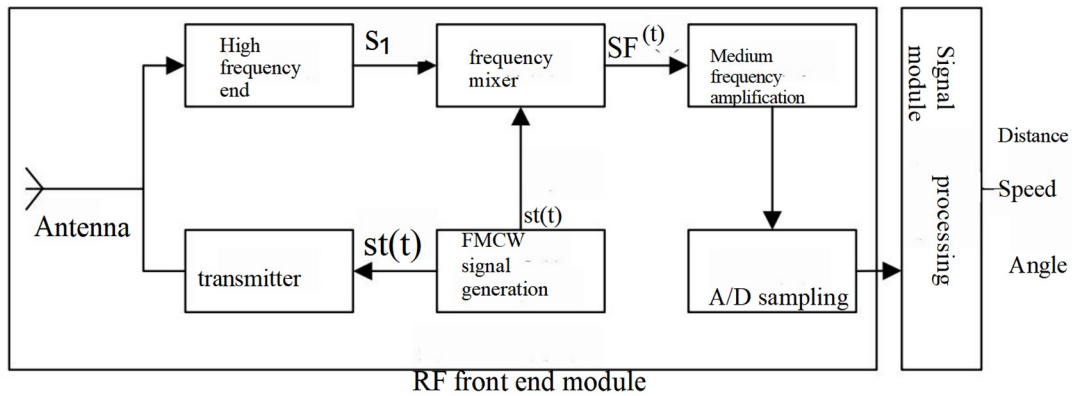 High
frequency
end
S1
frequency
mixer
SF(t)
Medium
frequency
amplification
Signal processing
module
Distance
Speed
Angle
Antenna
transmitter
st(t)
st(t)
FMCW
signal
generation
A/D sampling
RF front end module